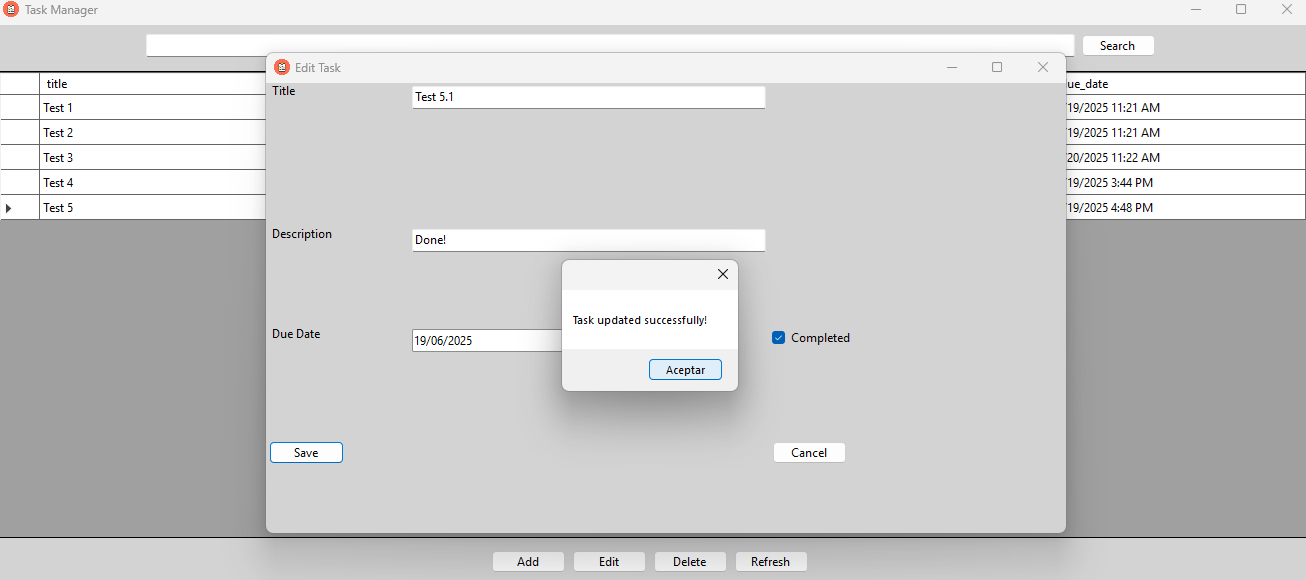 Task Manager
Search
title
ue_date
Test 1
/19/2025 11:21 AM
Test 2
/19/2025 11:21 AM
Test 3
/20/2025 11:22 AM
Test 4
/19/2025 3:44 PM
Test 5
/19/2025 4:48 PM
Edit Task
Title
Test 5.1
Description
Done!
Due Date
19/06/2025
Completed
Save
Cancel
Task updated successfully!
Aceptar
Add
Edit
Delete
Refresh